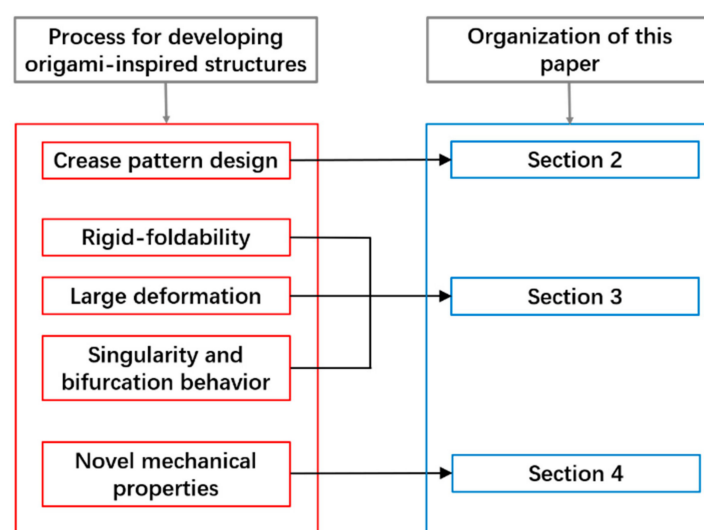 Process for developing
origami-inspired structures
Organization of this
paper
Crease pattern design
Section 2
Rigid-foldability
Large deformation
Section 3
Singularity and
bifurcation behavior
Novel mechanical
properties
Section 4